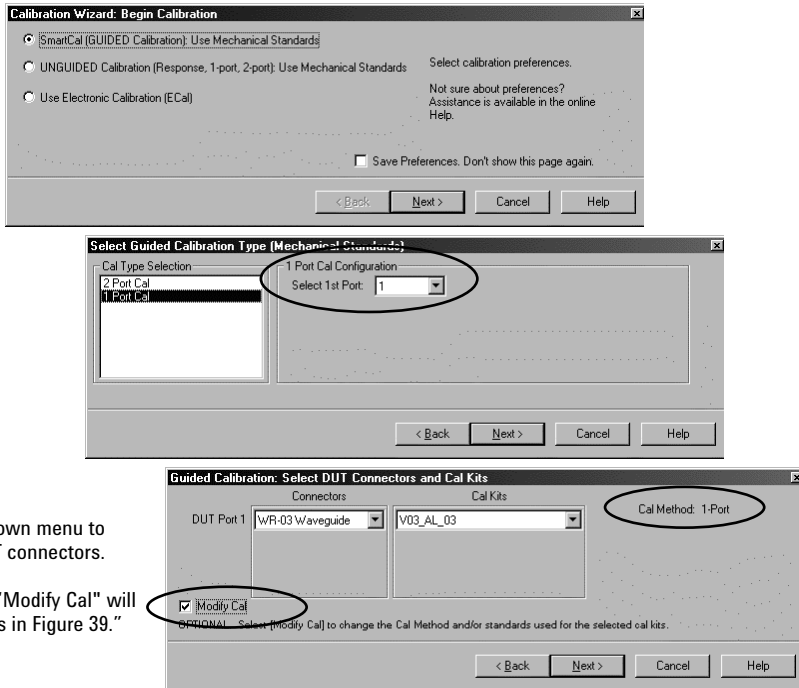 Calibration Wizard: Begin Calibration
SmartCal (GUIDED Calibration): Use Mechanical Standards
UNGUIDED Calibration (Response, 1-port, 2-port): Use Mechanical Standards
Use Electronic Calibration (ECal)
Select calibration preferences.
Not sure about preferences?
Assistance is available in the online
Help.
Save Preferences. Don't show this page again.
< Back Next > Cancel Help
Select Guided Calibration Type (Mechanical Standards)
Cal Type Selection
2 Port Cal
1 Port Cal
1 Port Cal Configuration
Select 1st Port: 1
< Back Next > Cancel Help
Guided Calibration: Select DUT Connectors and Cal Kits
Connectors Cal Kits
DUT Port 1 WR-03 Waveguide V03_AL_03
Cal Method: 1-Port
own menu to
T connectors.
"Modify Cal" will
s in Figure 39."
Modify Cal
OPTIONAL Select [Modify Cal] to change the Cal Method and/or standards used for the selected cal kits.
< Back Next > Cancel Help